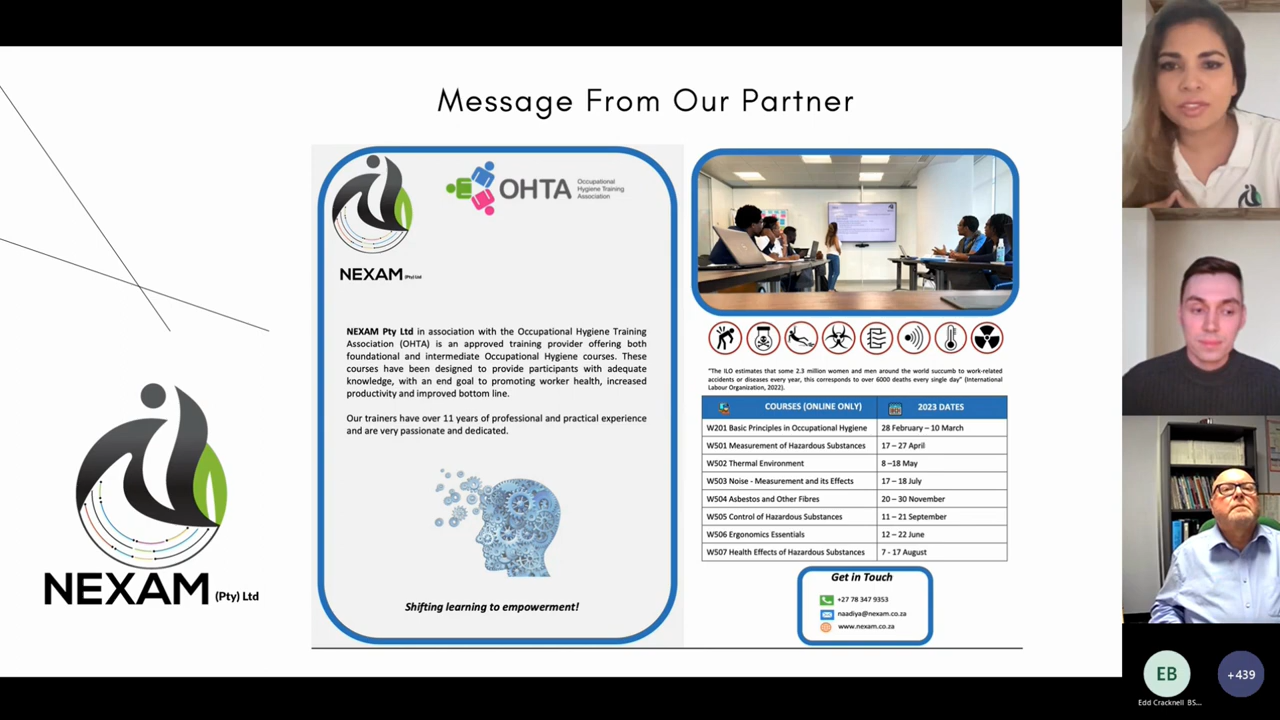 Message From Our Partner
NEXAM (Pty) Ltd
NEXAM (Pty) Ltd
OHTA
Occupational
Hygiene Training
Association
NEXAM Pty Ltd in association with the Occupational Hygiene Training
Association (OHTA) is an approved training provider offering both
foundational and intermediate Occupational Hygiene courses. These
courses have been designed to provide participants with adequate
knowledge, with an end goal to promoting worker health, increased
productivity and improved bottom line.
Our trainers have over 11 years of professional and practical experience
and are very passionate and dedicated.
Shifting learning to empowerment!
"The ILO estimates that some 2.3 million women and men around the world succumb to work-related
accidents or diseases every year, this corresponds to over 6000 deaths every single day" (International
Labour Organization, 2022).
COURSES (ONLINE ONLY) 2023 DATES
W201 Basic Principles in Occupational Hygiene 28 February – 10 March
W501 Measurement of Hazardous Substances 17 – 27 April
W502 Thermal Environment 8 –18 May
W503 Noise - Measurement and its Effects 17 – 18 July
W504 Asbestos and Other Fibres 20 – 30 November
W505 Control of Hazardous Substances 11 – 21 September
W506 Ergonomics Essentials 12 – 22 June
W507 Health Effects of Hazardous Substances 7 - 17 August
Get in Touch
+27 78 347 9353
naadiya@nexam.co.za
www.nexam.co.za
EB
+439
Edd Cracknell BS...